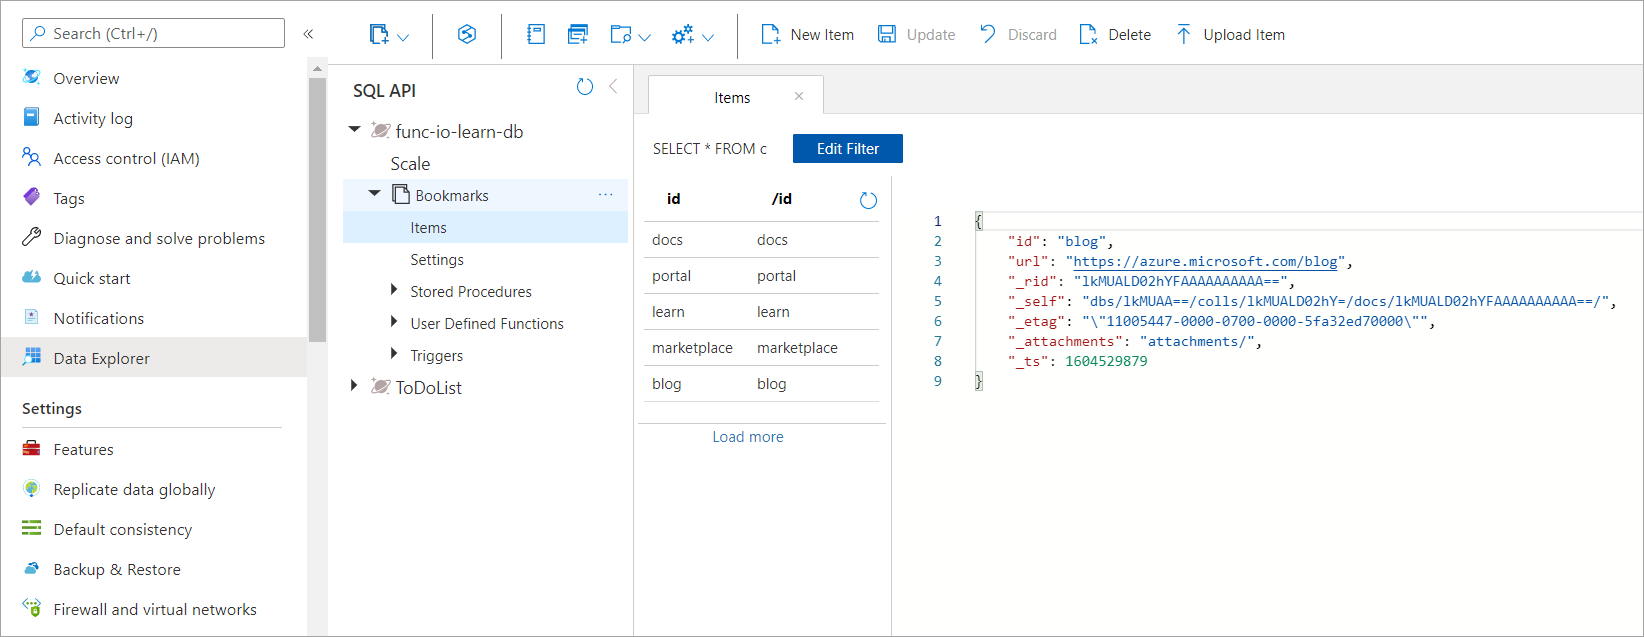 Search (Ctrl+/)
«
Overview
Activity log
Access control (IAM)
Tags
Diagnose and solve problems
Quick start
Notifications
Data Explorer
Settings
Features
Replicate data globally
Default consistency
Backup & Restore
Firewall and virtual networks
New Item
Update
Discard
Delete
Upload Item
SQL API
func-io-learn-db
Scale
Bookmarks ...
Items
Settings
Stored Procedures
User Defined Functions
Triggers
ToDoList
Items ×
SELECT * FROM c Edit Filter
id /id
docs docs
portal portal
learn learn
marketplace marketplace
blog blog
Load more
1 {
2 "id": "blog",
3 "url": "https://azure.microsoft.com/blog",
4 "_rid": "lkMUALD02hYFAAAAAAAAAA==",
5 "_self": "dbs/lkMUAA==/colls/lkMUALD02hY=/docs/lkMUALD02hYFAAAAAAAAAA==/",
6 "_etag": "\"11005447-0000-0700-0000-5fa32ed70000\"",
7 "_attachments": "attachments/",
8 "_ts": 1604529879
9 }